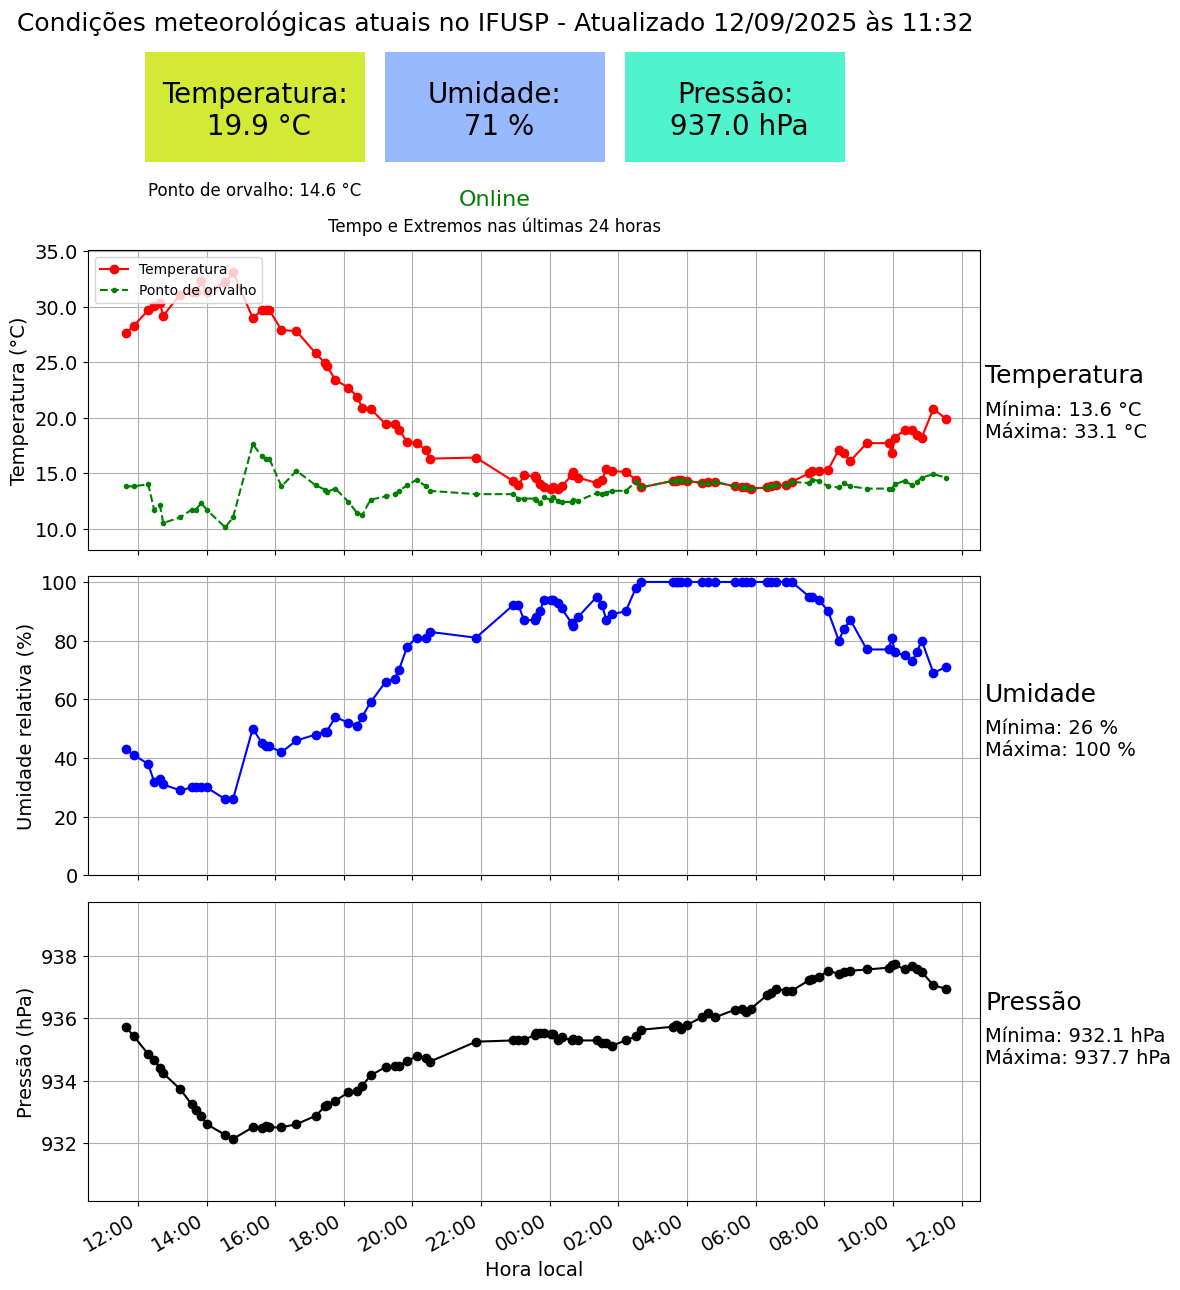 Condições meteorológicas atuais no IFUSP - Atualizado 12/09/2025 às 11:32
Temperatura:
19.9 °C
Umidade:
71 %
Pressão:
937.0 hPa
Ponto de orvalho: 14.6 °C
Online
Tempo e Extremos nas últimas 24 horas
Temperatura (°C)
35.0
30.0
25.0
20.0
15.0
10.0
Temperatura
Ponto de orvalho
Temperatura
Mínima: 13.6 °C
Máxima: 33.1 °C
Umidade relativa (%)
100
80
60
40
20
0
Umidade
Mínima: 26 %
Máxima: 100 %
Pressão (hPa)
938
936
934
932
Pressão
Mínima: 932.1 hPa
Máxima: 937.7 hPa
12:00 14:00 16:00 18:00 20:00 22:00 00:00 02:00 04:00 06:00 08:00 10:00 12:00
Hora local